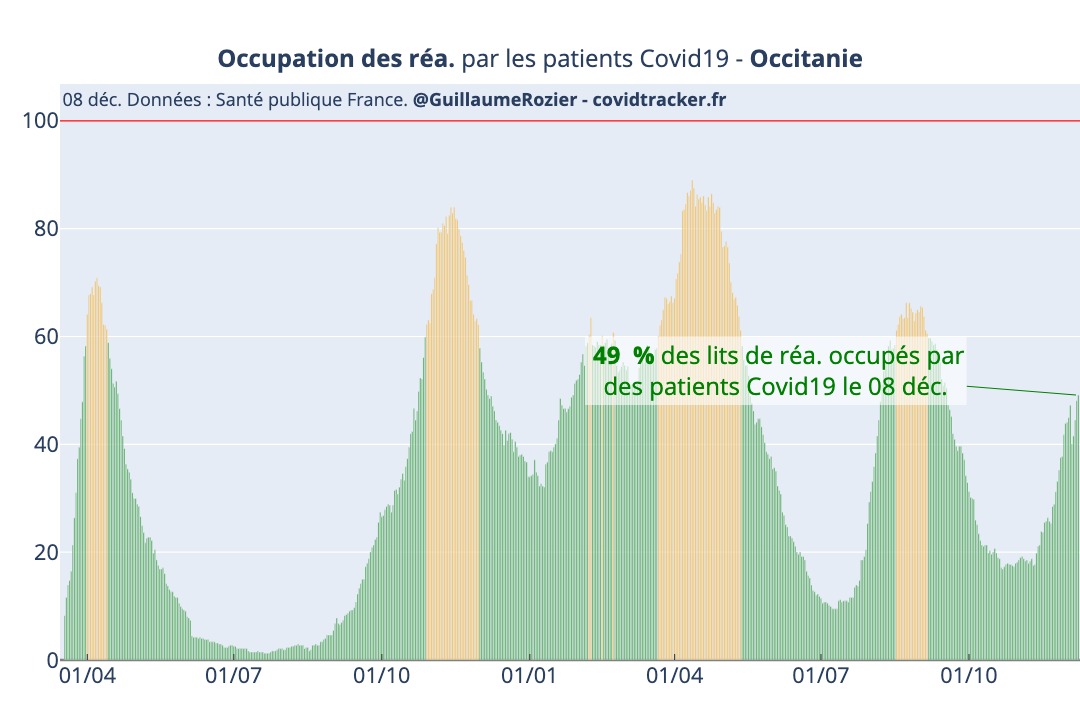 Occupation des réa. par les patients Covid19 - Occitanie
08 déc. Données : Santé publique France. @GuillaumeRozier - covidtracker.fr
100
80
60
49 % des lits de réa. occupés par
des patients Covid19 le 08 déc.
40
20
0
01/04 01/07 01/10 01/01 01/04 01/07 01/10